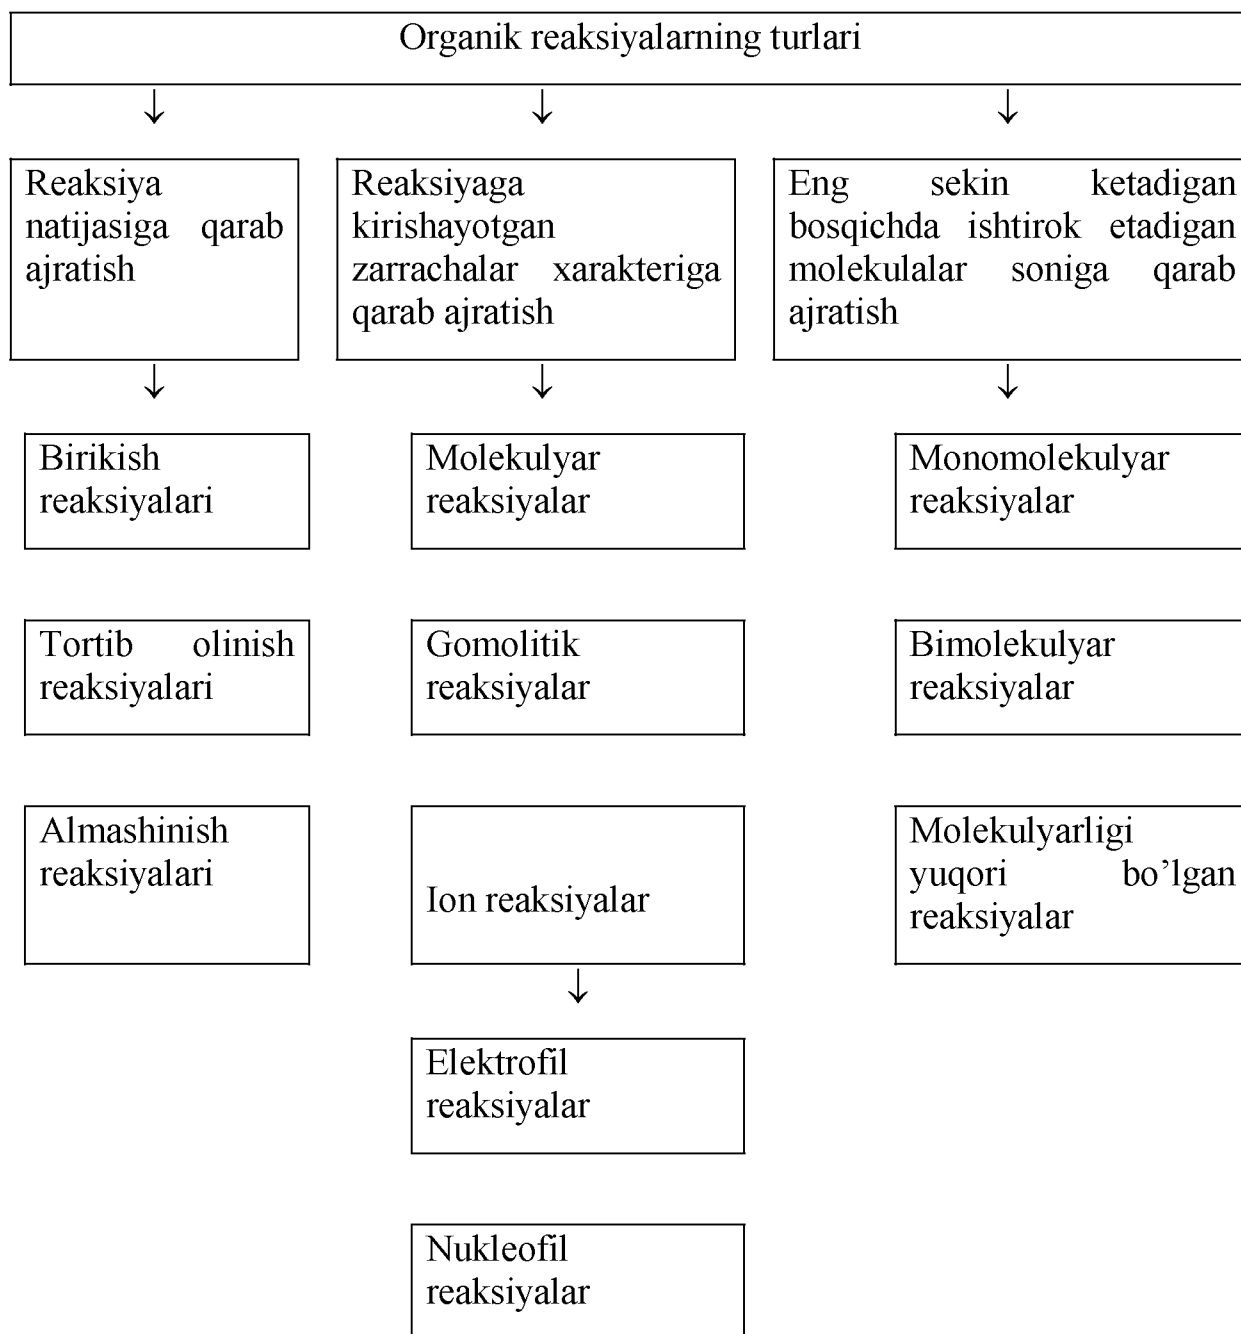 Organik reaksiyalarning turlari
Reaksiya
natijasiga qarab
ajratish
Reaksiyaga
kirishayotgan
zarrachalar xarakteriga
qarab ajratish
Eng sekin ketadigan
bosqichda ishtirok etadigan
molekulalar soniga qarab
ajratish
Birikish
reaksiyalari
Molekulyar
reaksiyalar
Monomolekulyar
reaksiyalar
Tortib olinish
reaksiyalari
Gomolitik
reaksiyalar
Bimolekulyar
reaksiyalar
Almashinish
reaksiyalari
Ion reaksiyalar
Molekulyarligi
yuqori bo’lgan
reaksiyalar
Elektrofil
reaksiyalar
Nukleofil
reaksiyalar